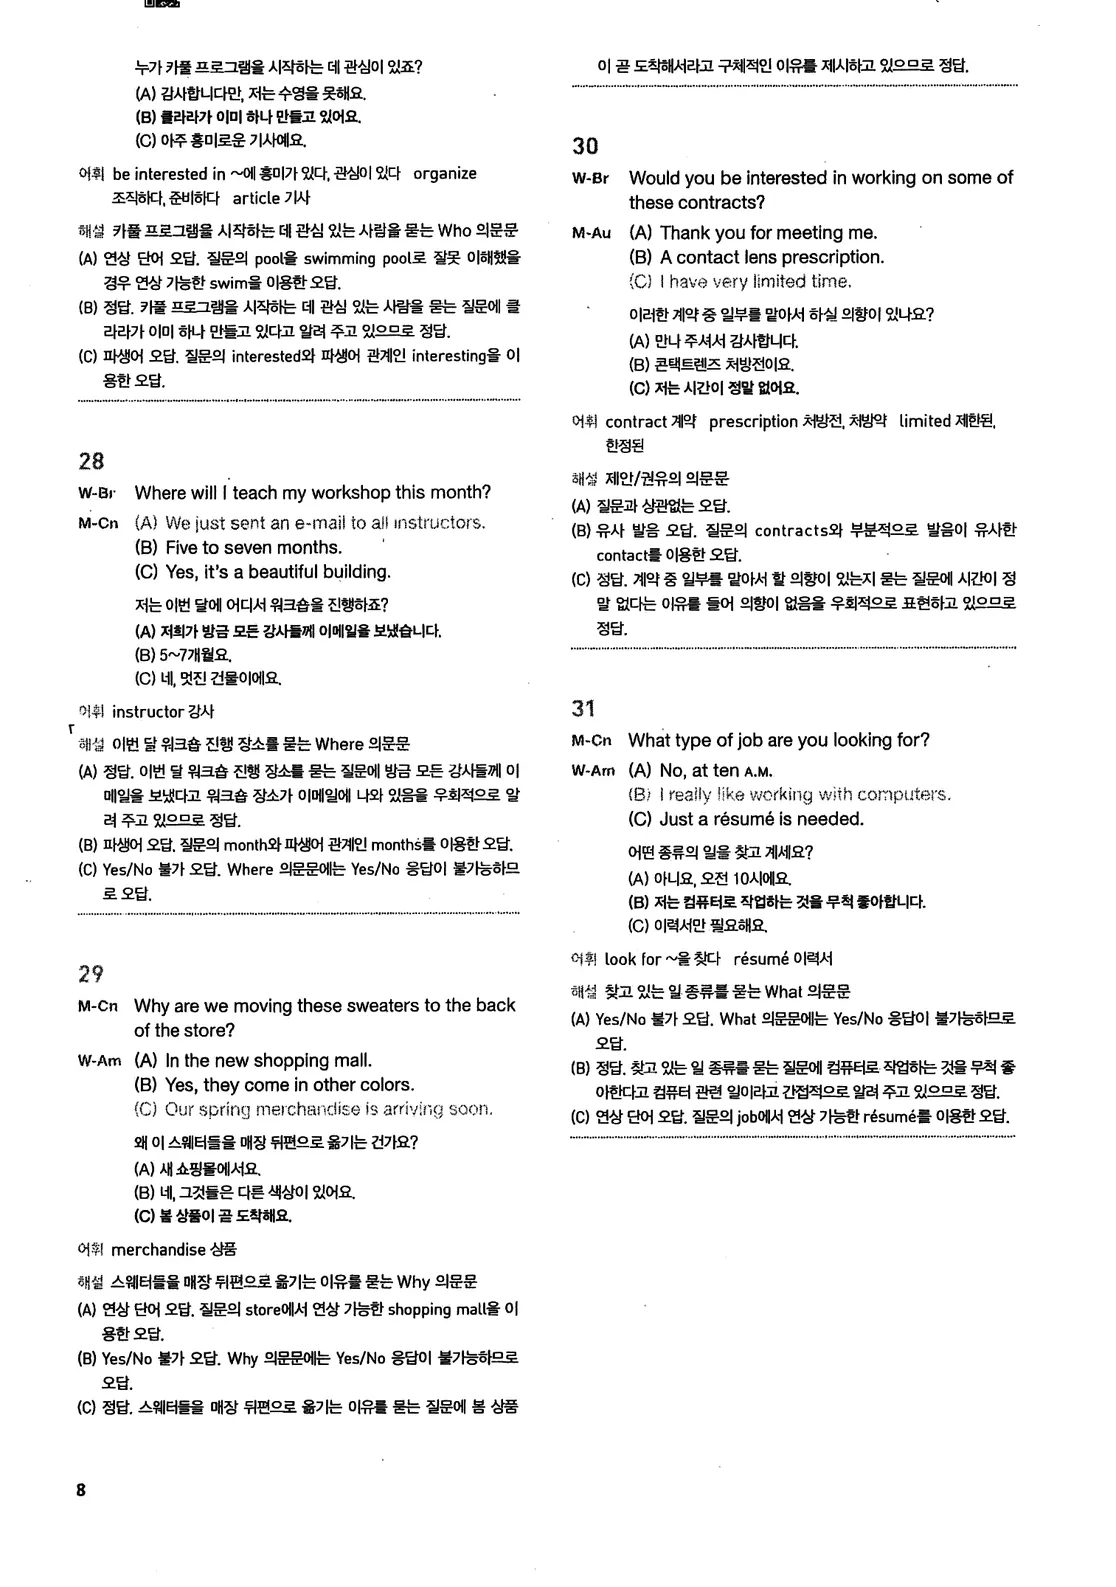 누가 카풀 프로그램을 시작하는 데 관심이 있죠?
(A) 감사합니다만, 저는 수영을 못해요.
(B) 클라라가 이미 하나 만들고 있어요.
(C) 아주 흥미로운 기사예요.
어휘 be interested in ~에 흥미가 있다, 관심이 있다 organize
조직하다, 준비하다 article 기사
해설 카풀 프로그램을 시작하는 데 관심 있는 사람을 묻는 Who 의문문
(A) 연상 단어 오답. 질문의 pool을 swimming pool로 잘못 이해했을
경우 연상 가능한 swim을 이용한 오답.
(B) 정답. 카풀 프로그램을 시작하는 데 관심 있는 사람을 묻는 질문에 클
라라가 이미 하나 만들고 있다고 알려 주고 있으므로 정답.
(C) 파생어 오답. 질문의 interested와 파생어 관계인 interesting을 이
용한 오답.
28
W-Br Where will I teach my workshop this month?
M-Cn (A) We just sent an e-mail to all instructors.
(B) Five to seven months.
(C) Yes, it's a beautiful building.
저는 이번 달에 어디서 워크숍을 진행하죠?
(A) 저희가 방금 모든 강사들께 이메일을 보냈습니다.
(B) 5~7개월요.
(C) 네, 멋진 건물이에요.
어휘 instructor 강사
해설 이번 달 워크숍 진행 장소를 묻는 Where 의문문
(A) 정답. 이번 달 워크숍 진행 장소를 묻는 질문에 방금 모든 강사들께 이
메일을 보냈다고 워크숍 장소가 이메일에 나와 있음을 우회적으로 알
려 주고 있으므로 정답.
(B) 파생어 오답. 질문의 month와 파생어 관계인 months를 이용한 오답.
(C) Yes/No 불가 오답. Where 의문문에는 Yes/No 응답이 불가능하므
로 오답.
29
M-Cn Why are we moving these sweaters to the back
of the store?
W-Am (A) In the new shopping mall.
(B) Yes, they come in other colors.
(C) Our spring merchandise is arriving soon.
왜 이 스웨터들을 매장 뒤편으로 옮기는 건가요?
(A) 새 쇼핑몰에서요.
(B) 네, 그것들은 다른 색상이 있어요.
(C) 봄 상품이 곧 도착해요.
어휘 merchandise 상품
해설 스웨터들을 매장 뒤편으로 옮기는 이유를 묻는 Why 의문문
(A) 연상 단어 오답. 질문의 store에서 연상 가능한 shopping mall을 이
용한 오답.
(B) Yes/No 불가 오답. Why 의문문에는 Yes/No 응답이 불가능하므로
오답.
(C) 정답. 스웨터들을 매장 뒤편으로 옮기는 이유를 묻는 질문에 봄 상품
이 곧 도착해서라고 구체적인 이유를 제시하고 있으므로 정답.
30
W-Br Would you be interested in working on some of
these contracts?
M-Au (A) Thank you for meeting me.
(B) A contact lens prescription.
(C) I have very limited time.
이러한 계약 중 일부를 맡아서 하실 의향이 있나요?
(A) 만나 주셔서 감사합니다.
(B) 콘택트렌즈 처방전이요.
(C) 저는 시간이 정말 없어요.
어휘 contract 계약 prescription 처방전, 처방약 limited 제한된,
한정된
해설 제안/권유의 의문문
(A) 질문과 상관없는 오답.
(B) 유사 발음 오답. 질문의 contracts와 부분적으로 발음이 유사한
contact를 이용한 오답.
(C) 정답. 계약 중 일부를 맡아서 할 의향이 있는지 묻는 질문에 시간이 정
말 없다는 이유를 들어 의향이 없음을 우회적으로 표현하고 있으므로
정답.
31
M-Cn What type of job are you looking for?
W-Am (A) No, at ten A.M.
(B) I really like working with computers.
(C) Just a résumé is needed.
어떤 종류의 일을 찾고 계세요?
(A) 아니요, 오전 10시에요.
(B) 저는 컴퓨터로 작업하는 것을 무척 좋아합니다.
(C) 이력서만 필요해요.
어휘 look for ~을 찾다 résumé 이력서
해설 찾고 있는 일 종류를 묻는 What 의문문
(A) Yes/No 불가 오답. What 의문문에는 Yes/No 응답이 불가능하므로
오답.
(B) 정답. 찾고 있는 일 종류를 묻는 질문에 컴퓨터로 작업하는 것을 무척 좋
아한다고 컴퓨터 관련 일이라고 간접적으로 알려 주고 있으므로 정답.
(C) 연상 단어 오답. 질문의 job에서 연상 가능한 résumé를 이용한 오답.
8